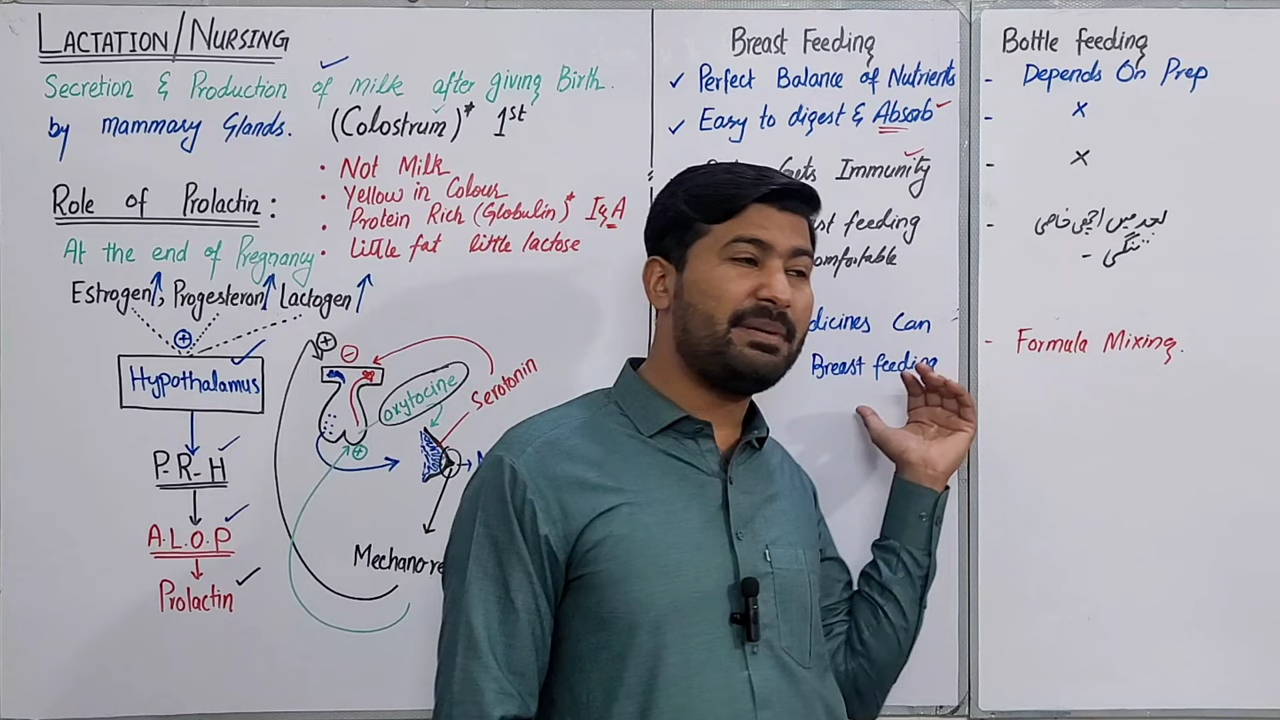 LACTATION/NURSING
Secretion & Production of milk after giving Birth.
by mammary Glands. (Colostrum)* 1st
• Not Milk
• Yellow in Colour
• Protein Rich (Globulin)* IgA
• Little fat little lactose
Role of Prolactin:
At the end of Pregnancy
Estrogen↑, Progesteron↑ Lactogen↑
+
Hypothalamus
P-R-H
A.L.O.P
Prolactin
+
-
oxytocine
Serotonin
+
Mechanore
Breast Feeding
✓ Perfect Balance of Nutrients
✓ Easy to digest & Absorb
Gets Immunity
st feeding
omfortable
dicines Can
Breast feeding
Bottle feeding
- Depends On Prep
- ×
- ×
- بعد میں اچھی خاصی
- Formula Mixing.